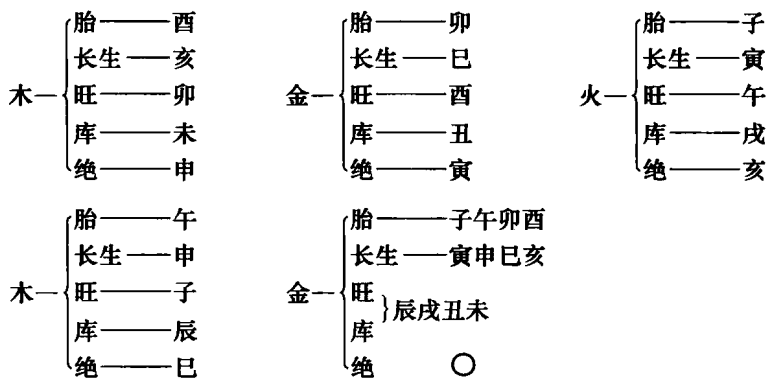 胎——酉 胎——卯 胎——子
长生——亥 长生——巳 长生——寅
木— 旺——卯 金— 旺——酉 火— 旺——午
库——未 库——丑 库——戌
绝——申 绝——寅 绝——亥
胎——午 胎——子午卯酉
长生——申 长生——寅申巳亥
木— 旺——子 金— 旺
库——辰 库 }辰戌丑未
绝——巳 绝 〇